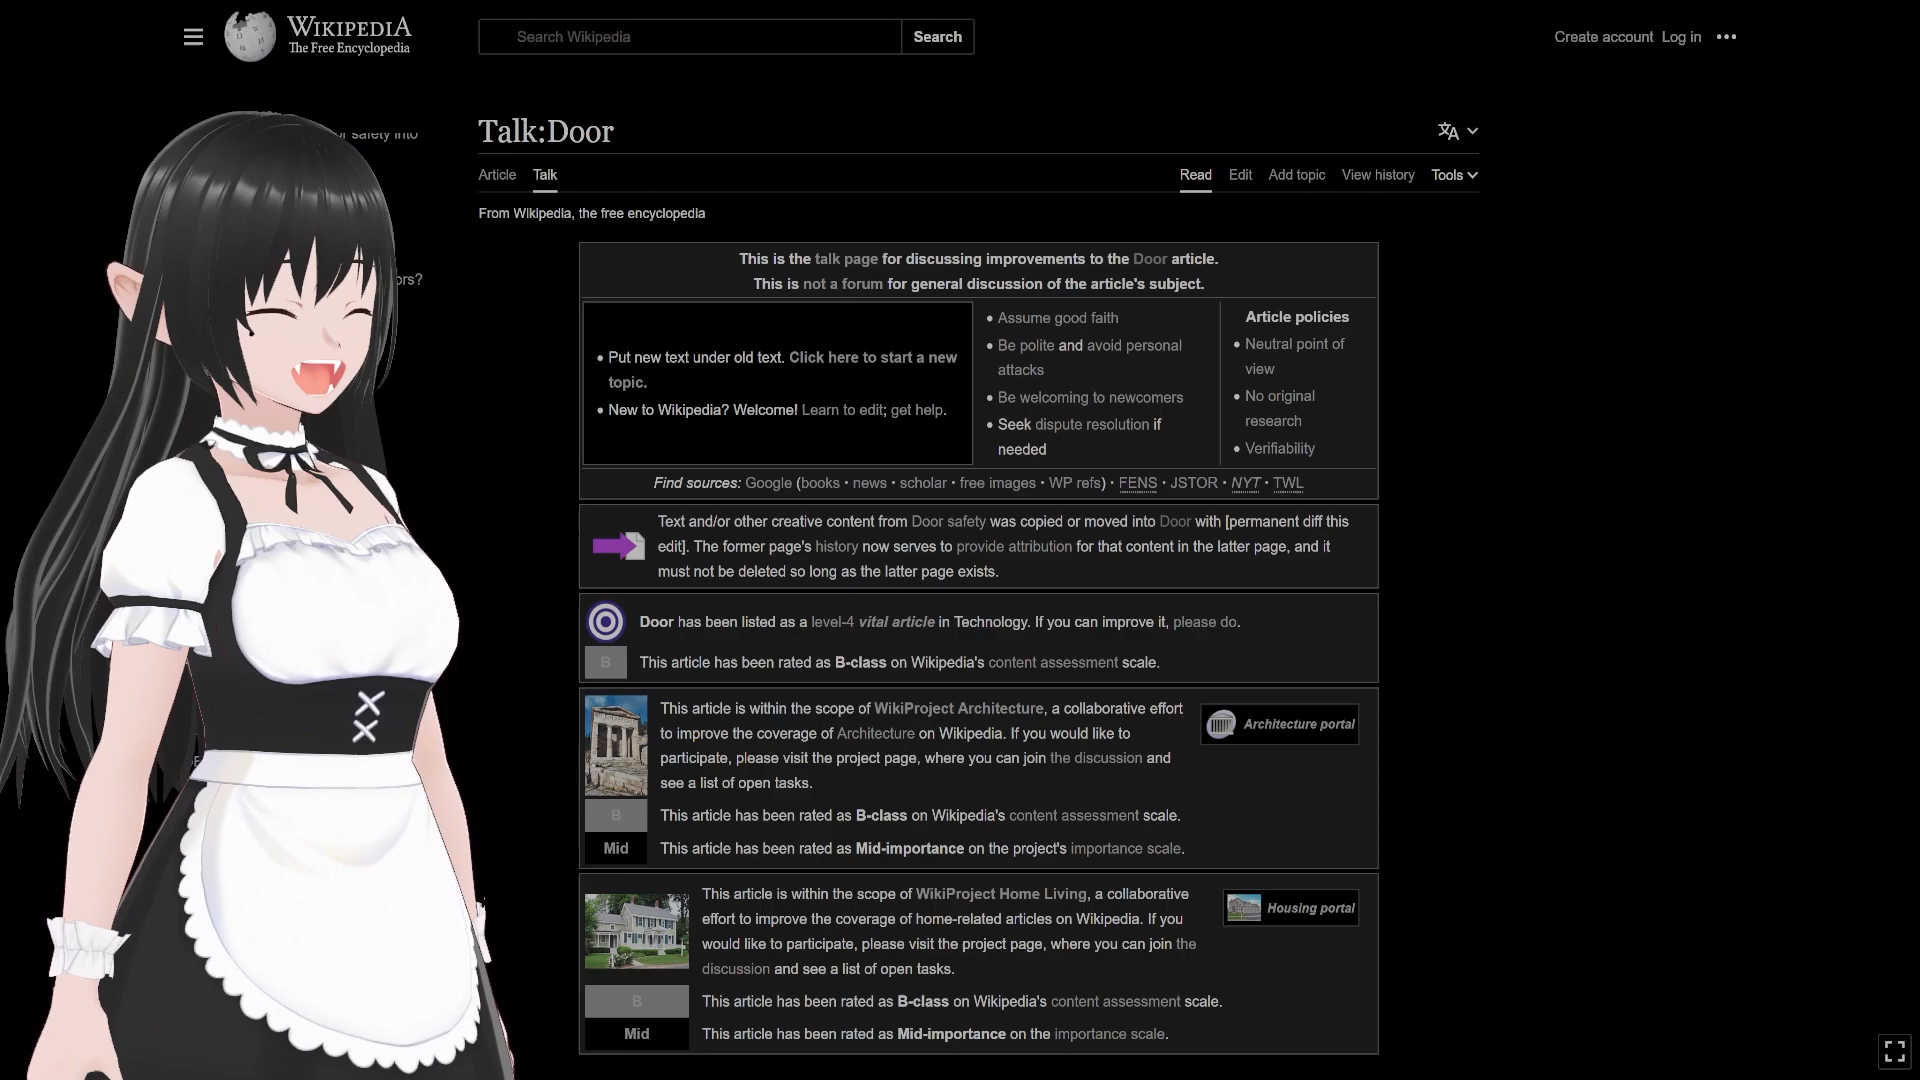 WIKIPEDIA
The Free Encyclopedia
Search Wikipedia
Search
Create account Log in
safety into
ors?
Talk:Door
Article Talk
Read Edit Add topic View history Tools
From Wikipedia, the free encyclopedia
This is the talk page for discussing improvements to the Door article.
This is not a forum for general discussion of the article's subject.
• Put new text under old text. Click here to start a new
topic.
• New to Wikipedia? Welcome! Learn to edit; get help.
• Assume good faith
• Be polite and avoid personal
attacks
• Be welcoming to newcomers
• Seek dispute resolution if
needed
Article policies
• Neutral point of
view
• No original
research
• Verifiability
Find sources: Google (books · news · scholar · free images · WP refs) · FENS · JSTOR · NYT · TWL
Text and/or other creative content from Door safety was copied or moved into Door with [permanent diff this
edit]. The former page's history now serves to provide attribution for that content in the latter page, and it
must not be deleted so long as the latter page exists.
Door has been listed as a level-4 vital article in Technology. If you can improve it, please do.
B This article has been rated as B-class on Wikipedia's content assessment scale.
This article is within the scope of WikiProject Architecture, a collaborative effort
to improve the coverage of Architecture on Wikipedia. If you would like to
participate, please visit the project page, where you can join the discussion and
see a list of open tasks.
Architecture portal
B This article has been rated as B-class on Wikipedia's content assessment scale.
Mid This article has been rated as Mid-importance on the project's importance scale.
This article is within the scope of WikiProject Home Living, a collaborative
effort to improve the coverage of home-related articles on Wikipedia. If you
would like to participate, please visit the project page, where you can join the
discussion and see a list of open tasks.
Housing portal
B This article has been rated as B-class on Wikipedia's content assessment scale.
Mid This article has been rated as Mid-importance on the importance scale.